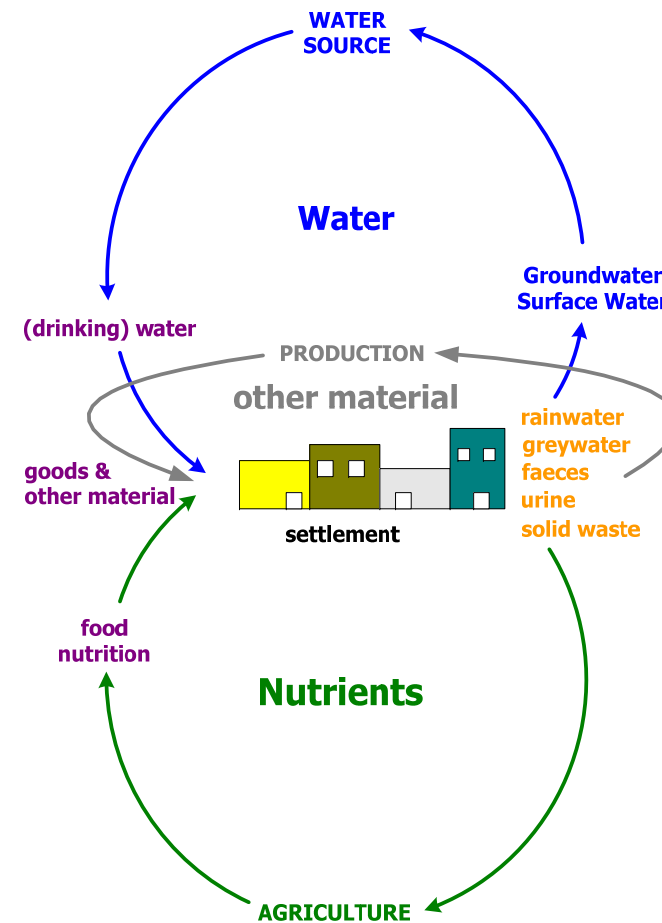 WATER
SOURCE
Water
Groundwater
Surface Water
(drinking) water
PRODUCTION
other material
rainwater
greywater
faeces
urine
solid waste
goods &
other material
settlement
food
nutrition
Nutrients
AGRICULTURE